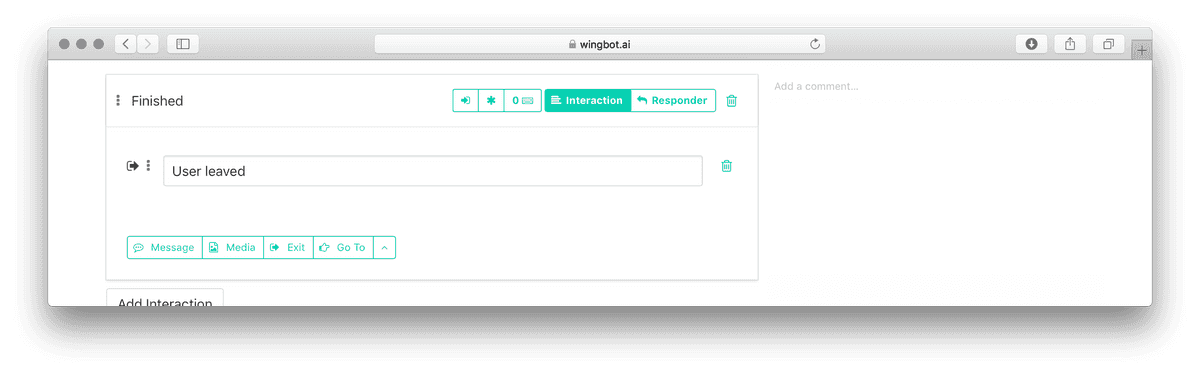 wingbot.ai
Finished
0
Interaction
Responder
Add a comment...
User leaved
Message
Media
Exit
Go To
Add Interaction